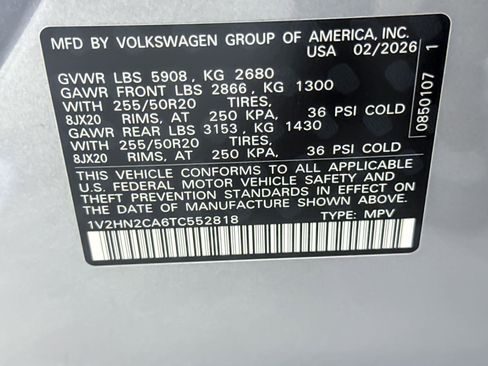 MFD BY VOLKSWAGEN GROUP OF AMERICA, INC.
USA 02/2026
GVWR LBS 5908, KG 2680
GAWR FRONT LBS 2866, KG 1300
WITH 255/50R20 TIRES,
8JX20 RIMS, AT 250 KPA, 36 PSI COLD
GAWR REAR LBS 3153, KG 1430
WITH 255/50R20 TIRES,
8JX20 RIMS, AT 250 KPA, 36 PSI COLD
THIS VEHICLE CONFORMS TO ALL APPLICABLE
U.S. FEDERAL MOTOR VEHICLE SAFETY AND
THEFT PREVENTION STANDARDS IN EFFECT ON
THE DATE OF MANUFACTURE SHOWN ABOVE.
1V2HN2CA6TC552818 TYPE: MPV
0850107 1